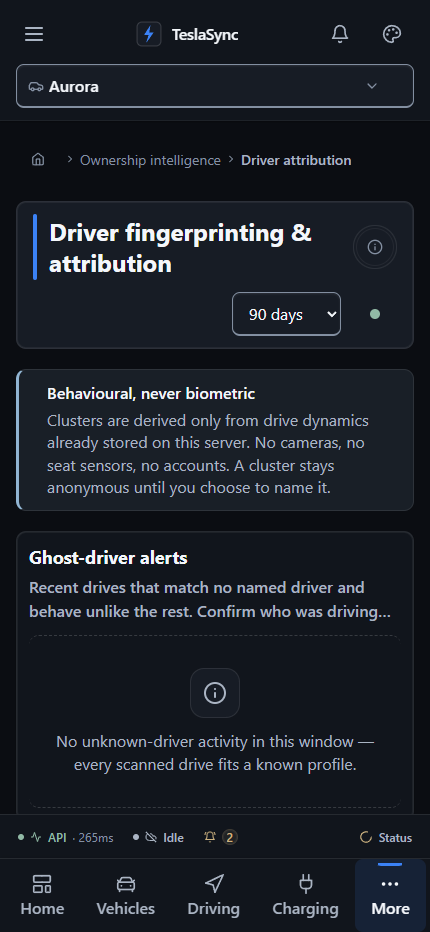 TeslaSync
Aurora
Ownership intelligence
Driver attribution
Driver fingerprinting &
attribution
90 days
Behavioural, never biometric
Clusters are derived only from drive dynamics
already stored on this server. No cameras, no
seat sensors, no accounts. A cluster stays
anonymous until you choose to name it.
Ghost-driver alerts
Recent drives that match no named driver and
behave unlike the rest. Confirm who was driving...
No unknown-driver activity in this window —
every scanned drive fits a known profile.
API · 265ms
Idle
2
Status
Home
Vehicles
Driving
Charging
More